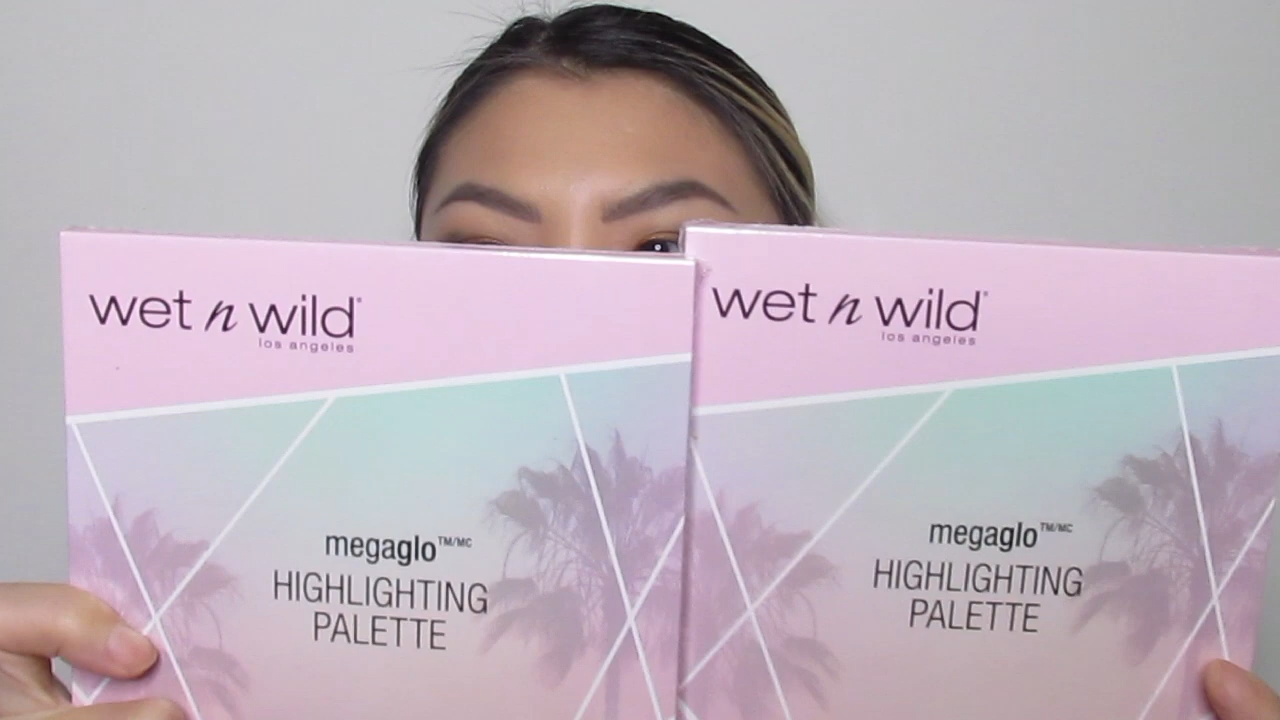 wet n wild®
los angeles
megaglo™/MC
HIGHLIGHTING
PALETTE
wet n wild®
los angeles
megaglo™/MC
HIGHLIGHTING
PALETTE